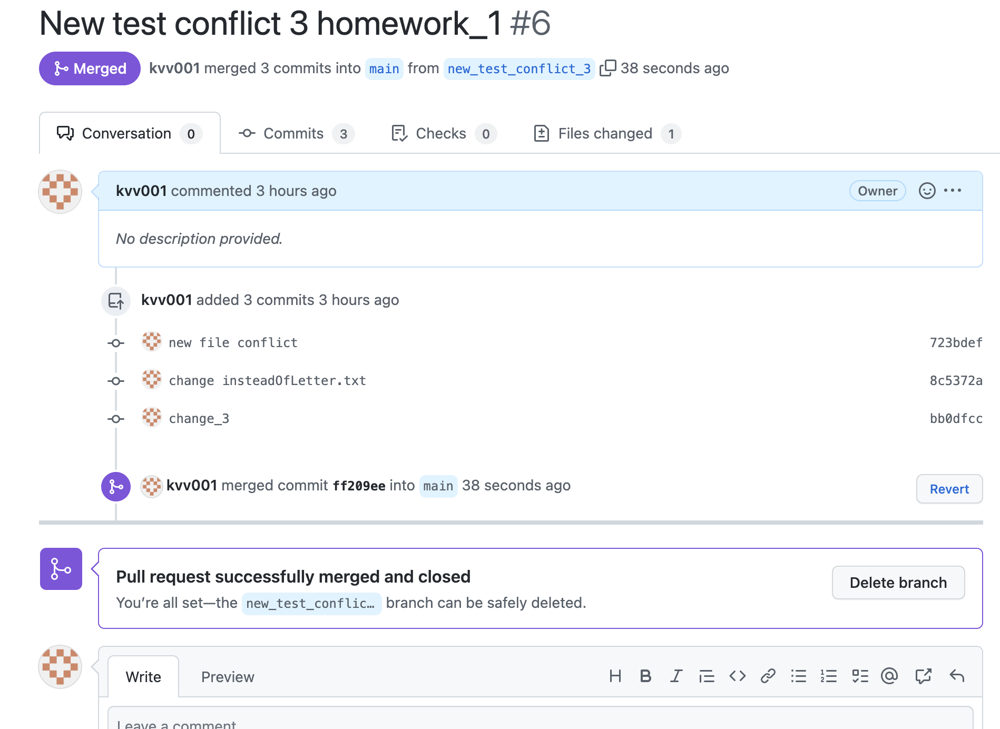 New test conflict 3 homework_1 #6
Merged kvv001 merged 3 commits into main from new_test_conflict_3 38 seconds ago
Conversation 0 Commits 3 Checks 0 Files changed 1
kvv001 commented 3 hours ago Owner
No description provided.
kvv001 added 3 commits 3 hours ago
new file conflict 723bdef
change insteadOfLetter.txt 8c5372a
change_3 bb0dfcc
kvv001 merged commit ff209ee into main 38 seconds ago Revert
Pull request successfully merged and closed
Delete branch
You’re all set—the new_test_conflic… branch can be safely deleted.
Write Preview
Leave a comment